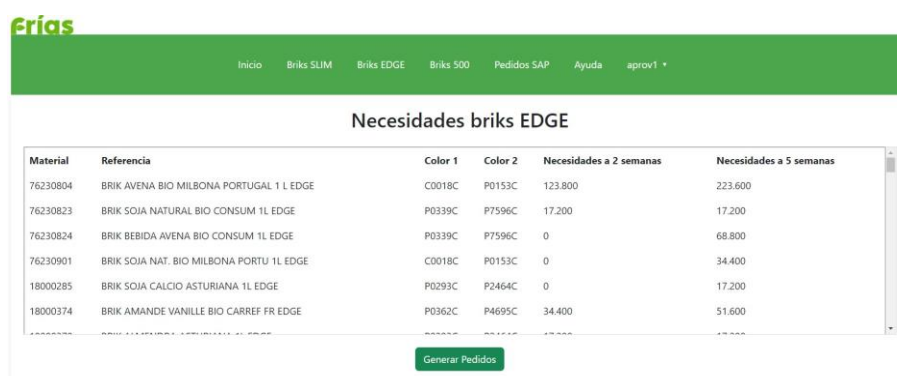 Frías
Inicio Briks SLIM Briks EDGE Briks 500 Pedidos SAP Ayuda aprov1
Necesidades briks EDGE
Material Referencia Color 1 Color 2 Necesidades a 2 semanas Necesidades a 5 semanas
76230804 BRIK AVENA BIO MILBONA PORTUGAL 1 L EDGE C0018C P0153C 123.800 223.600
76230823 BRIK SOJA NATURAL BIO CONSUM 1L EDGE P0339C P7596C 17.200 17.200
76230824 BRIK BEBIDA AVENA BIO CONSUM 1L EDGE P0339C P7596C 0 68.800
76230901 BRIK SOJA NAT. BIO MILBONA PORTU 1L EDGE C0018C P0153C 0 34.400
18000285 BRIK SOJA CALCIO ASTURIANA 1L EDGE P0293C P2464C 0 17.200
18000374 BRIK AMANDE VANILLE BIO CARREF FR EDGE P0362C P4695C 34.400 51.600
Generar Pedidos